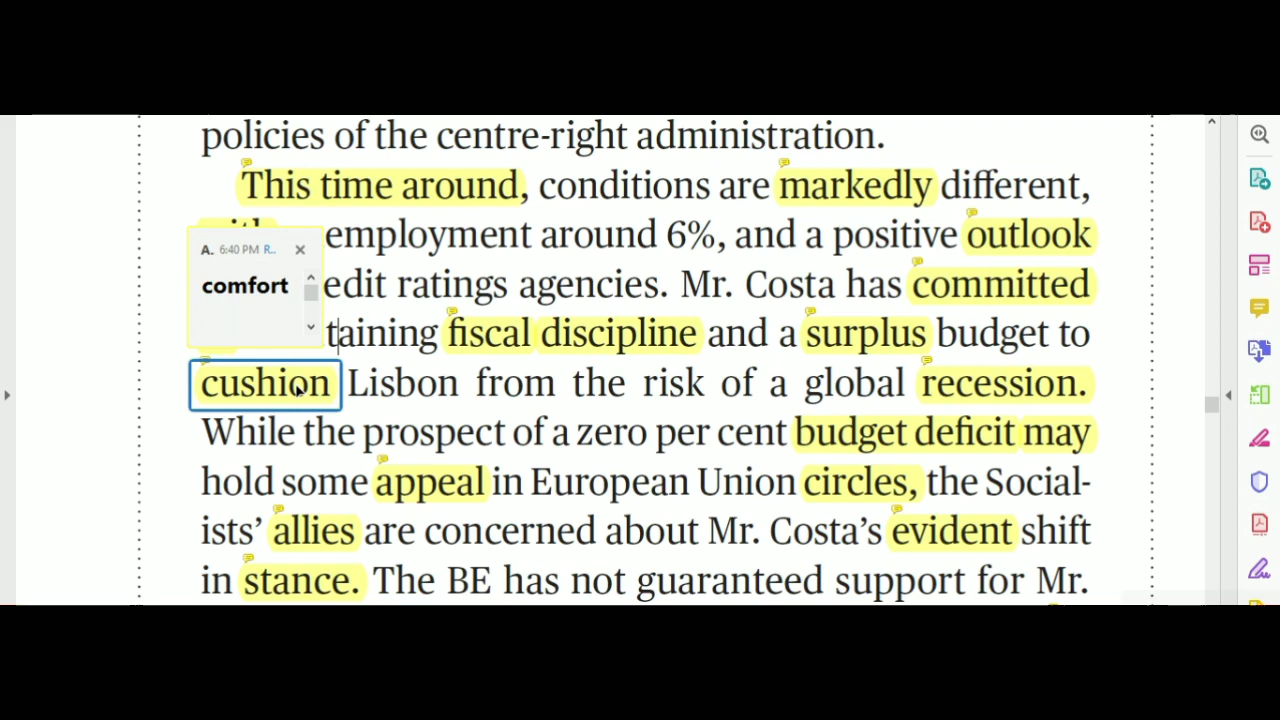 policies of the centre-right administration.
This time around, conditions are markedly different,
employment around 6%, and a positive outlook
A. 6:40 PM R..
comfort
edit ratings agencies. Mr. Costa has committed
taining fiscal discipline and a surplus budget to
cushion Lisbon from the risk of a global recession.
While the prospect of a zero per cent budget deficit may
hold some appeal in European Union circles, the Social-
ists' allies are concerned about Mr. Costa's evident shift
in stance. The BE has not guaranteed support for Mr.